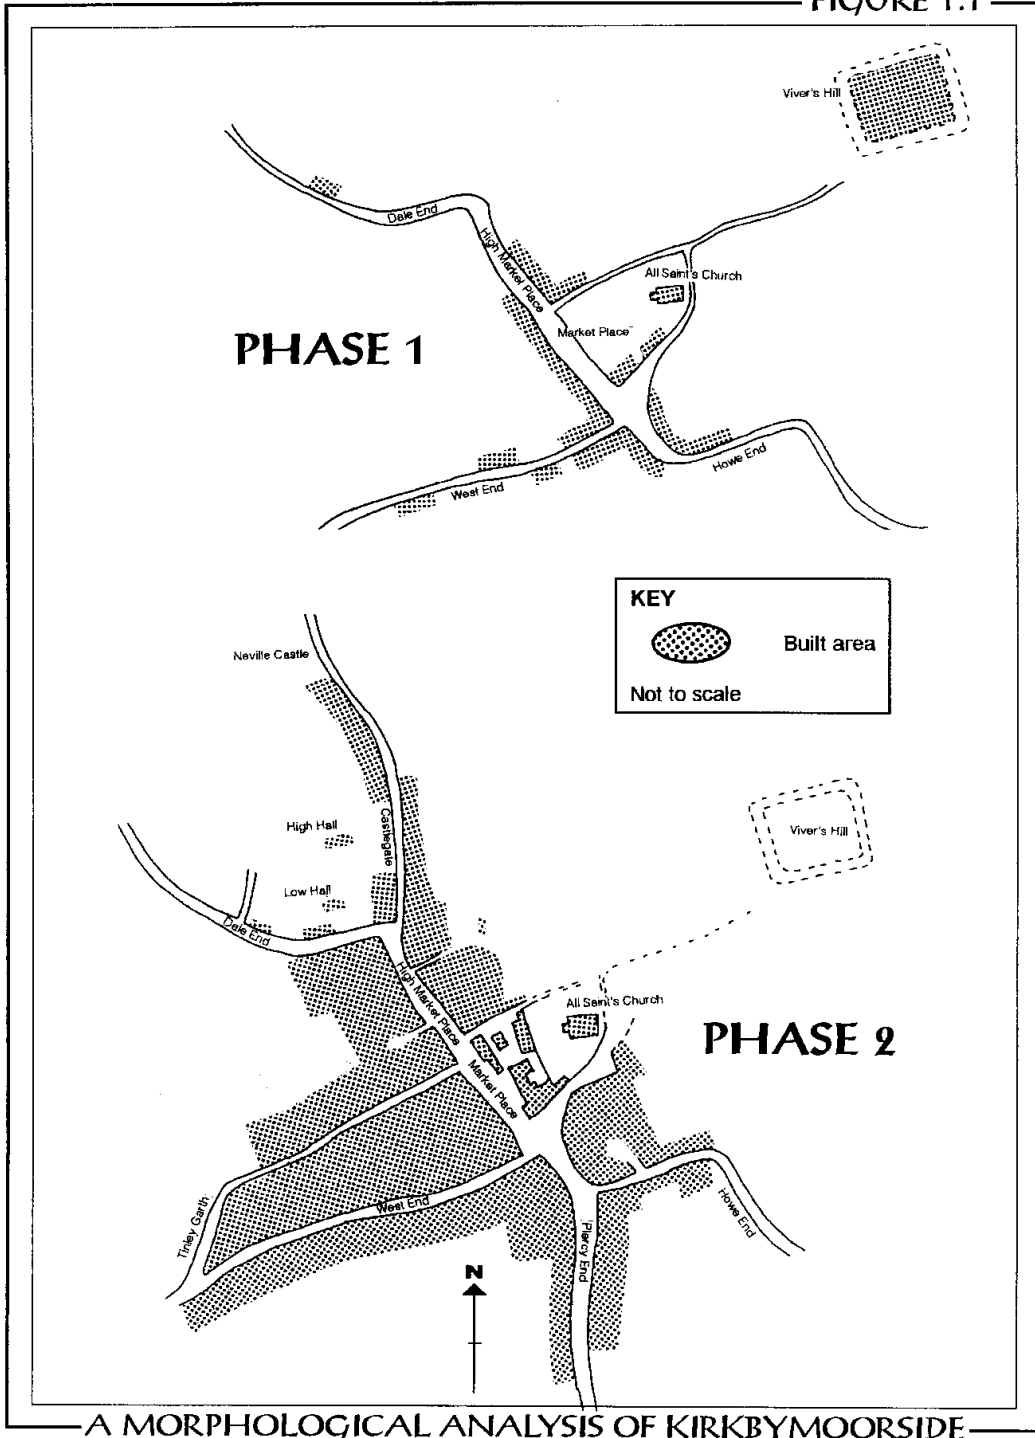 FIGURE 1.1
Viver's Hill
Dale End
High Market Place
All Saint's Church
Market Place
PHASE 1
Howe End
West End
KEY
Built area
Not to scale
Neville Castle
Castlegate
High Hall
Viver's Hill
Low Hall
Dale End
High Market Place
All Saint's Church
PHASE 2
Market Place
West End
Tinley Garth
Howe End
Piercy End
N
A MORPHOLOGICAL ANALYSIS OF KIRKBYMOORSIDE